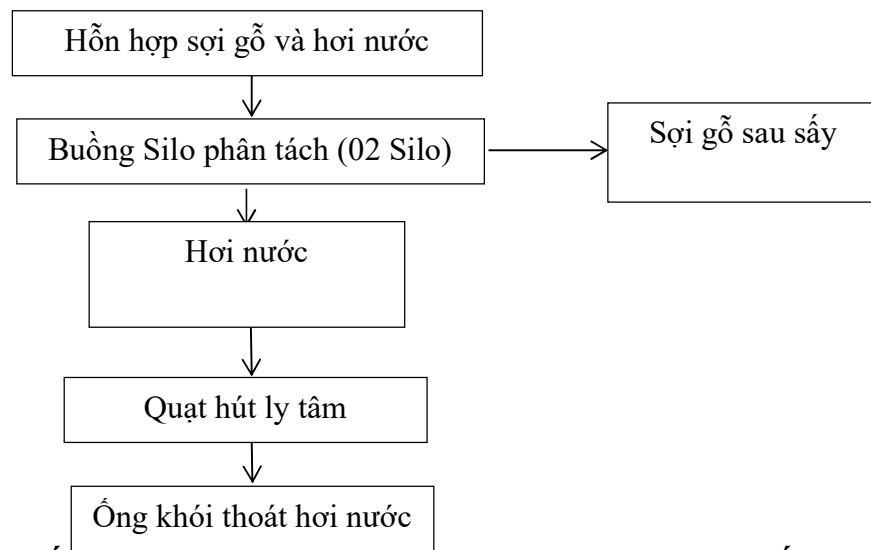 Hỗn hợp sợi gỗ và hơi nước
Buồng Silo phân tách (02 Silo)
Sợi gỗ sau sấy
Hơi nước
Quạt hút ly tâm
Ống khói thoát hơi nước